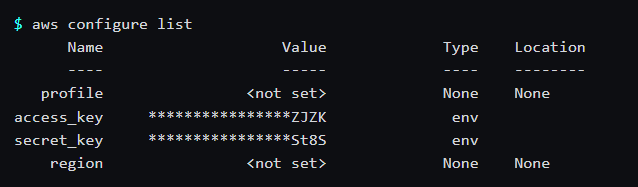 $ aws configure list
      Name                    Value             Type    Location
      ----                    -----             ----    --------
   profile                <not set>             None    None
access_key     ****************ZJZK              env
secret_key     ****************St8S              env
    region                <not set>             None    None